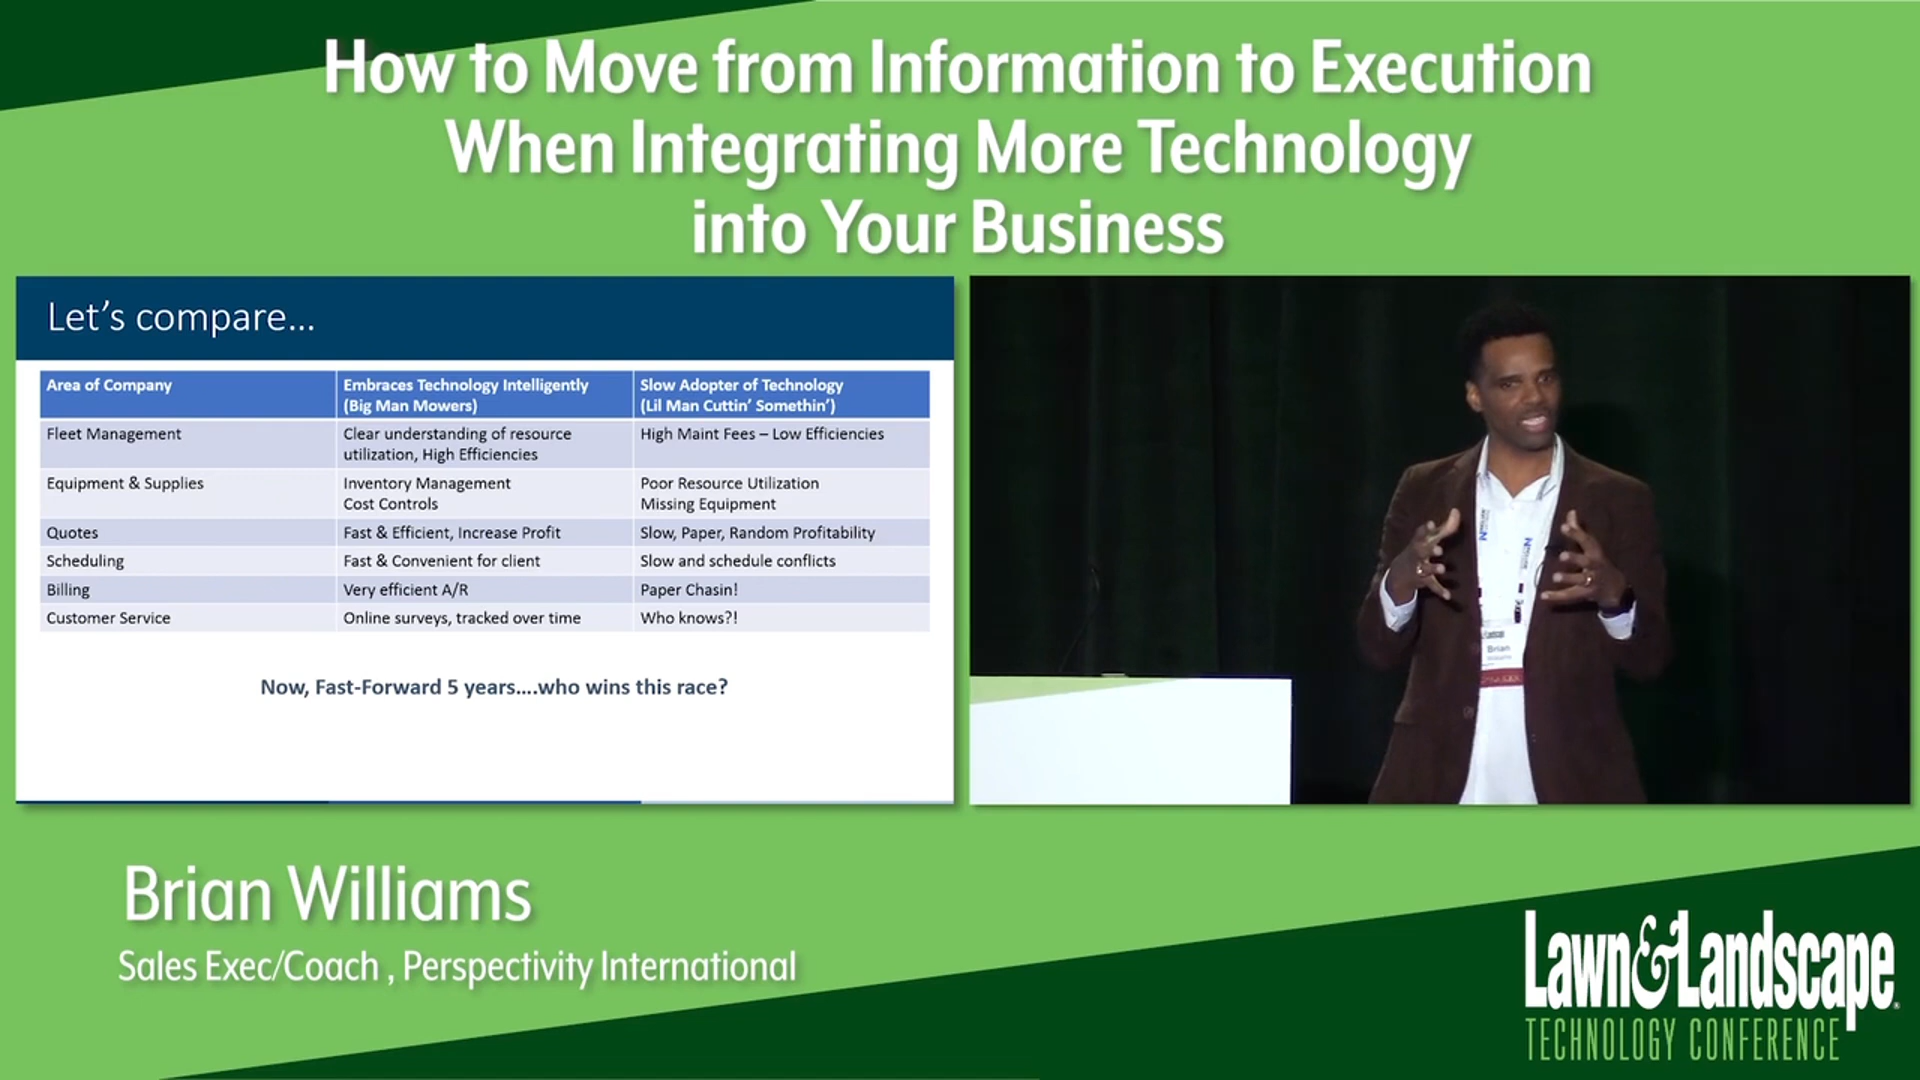 How to Move from Information to Execution
When Integrating More Technology
into Your Business
Let's compare...
Area of Company
Embraces Technology Intelligently
(Big Man Mowers)
Slow Adopter of Technology
(Lil Man Cuttin' Somethin')
Fleet Management
Clear understanding of resource
utilization, High Efficiencies
High Maint Fees – Low Efficiencies
Equipment & Supplies
Inventory Management
Cost Controls
Poor Resource Utilization
Missing Equipment
Quotes
Fast & Efficient, Increase Profit
Slow, Paper, Random Profitability
Scheduling
Fast & Convenient for client
Slow and schedule conflicts
Billing
Very efficient A/R
Paper Chasin!
Customer Service
Online surveys, tracked over time
Who knows?!
Now, Fast-Forward 5 years....who wins this race?
Brian
Brian Williams
Sales Exec/Coach , Perspectivity International
Lawn&Landscape®
TECHNOLOGY CONFERENCE